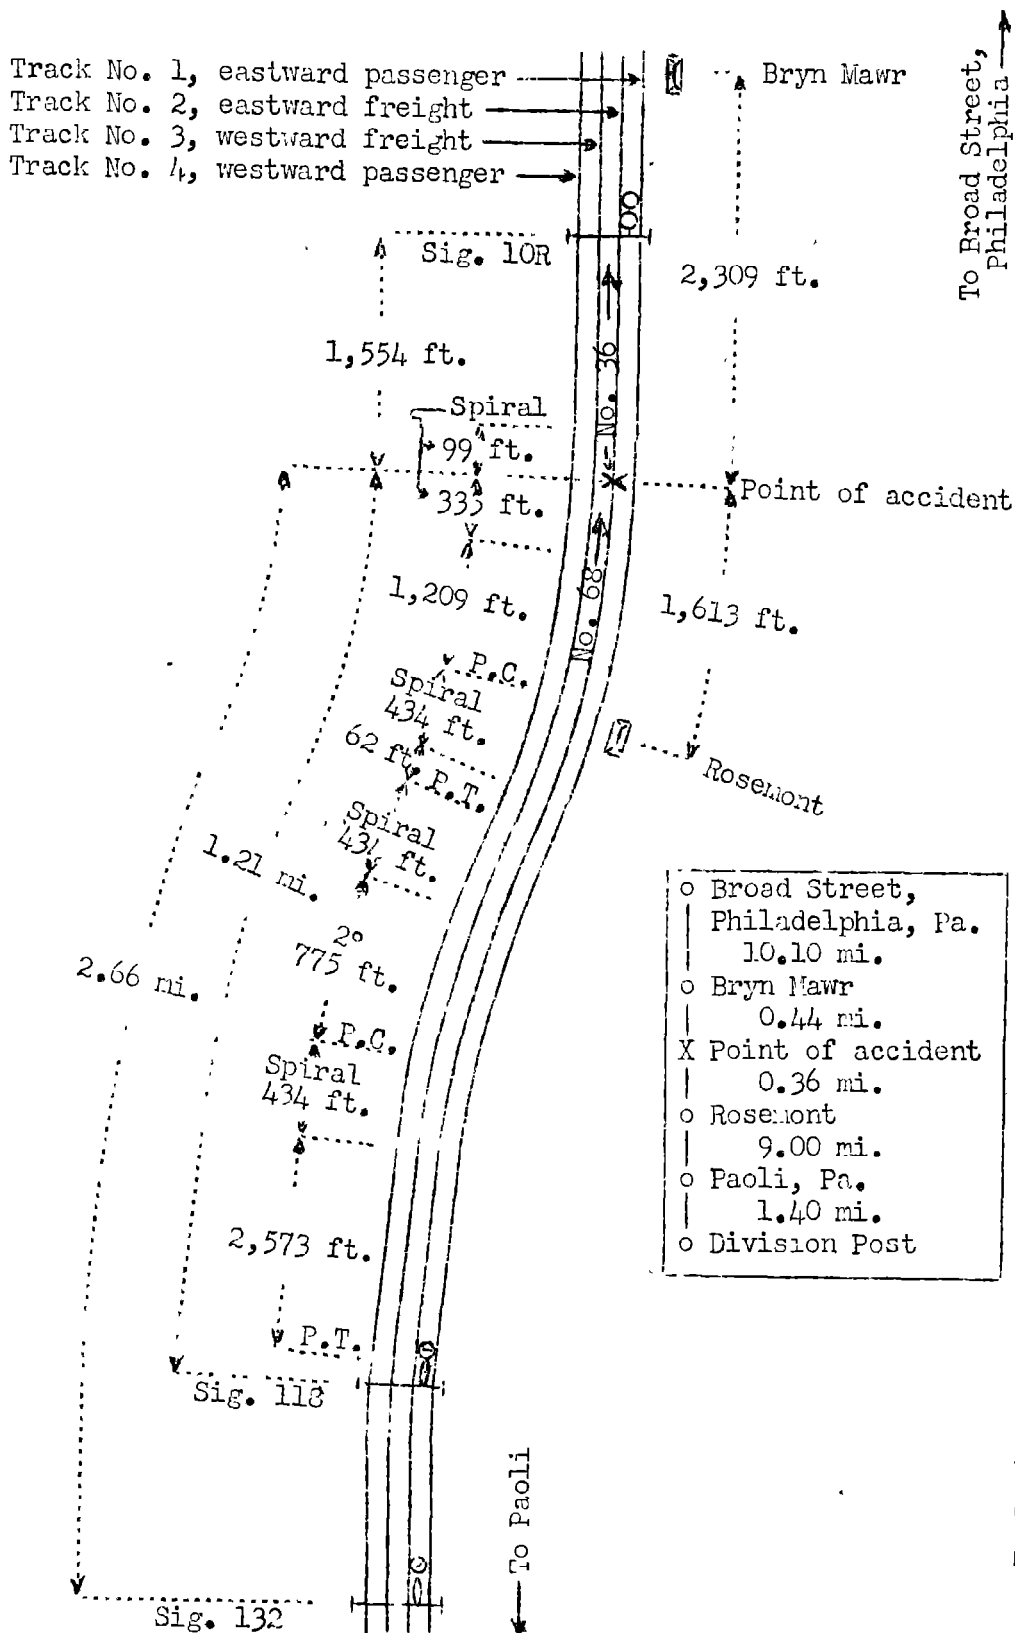 Track No. 1, eastward passenger
Track No. 2, eastward freight
Track No. 3, westward freight
Track No. 4, westward passenger
Bryn Mawr
To Broad Street,
Philadelphia
Sig. 10R
2,309 ft.
1,554 ft.
No. 36
Spiral
99 ft.
333 ft.
Point of accident
No. 68
1,209 ft.
1,613 ft.
P.C.
Spiral
434 ft.
62 ft.
P.T.
Rosemont
Spiral
434 ft.
1.21 mi.
2°
775 ft.
2.66 mi.
P.C.
Spiral
434 ft.
2,573 ft.
P.T.
Sig. 118
To Paoli
Sig. 132
o Broad Street,
Philadelphia, Pa.
10.10 mi.
o Bryn Mawr
0.44 mi.
X Point of accident
0.36 mi.
o Rosemont
9.00 mi.
o Paoli, Pa.
1.40 mi.
o Division Post